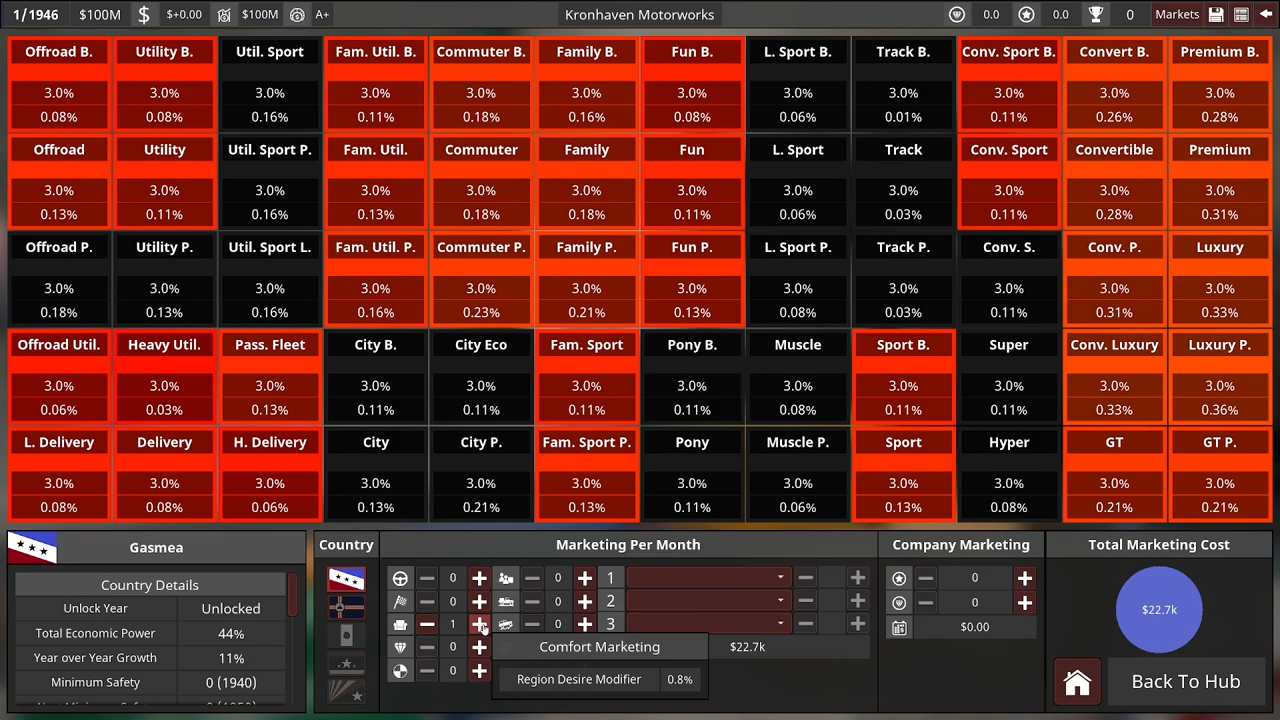 1/1946 $100M $+0.00 $100M A+ Kronhaven Motorworks 0.0 0.0 0 Markets
Offroad B. Utility B. Util. Sport Fam. Util. B. Commuter B. Family B. Fun B. L. Sport B. Track B. Conv. Sport B. Convert B. Premium B.
3.0% 3.0% 3.0% 3.0% 3.0% 3.0% 3.0% 3.0% 3.0% 3.0% 3.0% 3.0%
0.08% 0.08% 0.16% 0.11% 0.18% 0.16% 0.08% 0.06% 0.01% 0.11% 0.26% 0.28%
Offroad Utility Util. Sport P. Fam. Util. Commuter Family Fun L. Sport Track Conv. Sport Convertible Premium
3.0% 3.0% 3.0% 3.0% 3.0% 3.0% 3.0% 3.0% 3.0% 3.0% 3.0% 3.0%
0.13% 0.11% 0.16% 0.13% 0.18% 0.18% 0.11% 0.06% 0.03% 0.11% 0.28% 0.31%
Offroad P. Utility P. Util. Sport L. Fam. Util. P. Commuter P. Family P. Fun P. L. Sport P. Track P. Conv. S. Conv. P. Luxury
3.0% 3.0% 3.0% 3.0% 3.0% 3.0% 3.0% 3.0% 3.0% 3.0% 3.0% 3.0%
0.18% 0.13% 0.16% 0.16% 0.23% 0.21% 0.13% 0.08% 0.03% 0.11% 0.31% 0.33%
Offroad Util. Heavy Util. Pass. Fleet City B. City Eco Fam. Sport Pony B. Muscle Sport B. Super Conv. Luxury Luxury P.
3.0% 3.0% 3.0% 3.0% 3.0% 3.0% 3.0% 3.0% 3.0% 3.0% 3.0% 3.0%
0.06% 0.03% 0.13% 0.11% 0.11% 0.11% 0.11% 0.08% 0.11% 0.11% 0.33% 0.36%
L. Delivery Delivery H. Delivery City City P. Fam. Sport P. Pony Muscle P. Sport Hyper GT GT P.
3.0% 3.0% 3.0% 3.0% 3.0% 3.0% 3.0% 3.0% 3.0% 3.0% 3.0% 3.0%
0.08% 0.08% 0.06% 0.13% 0.21% 0.13% 0.11% 0.06% 0.13% 0.08% 0.21% 0.21%
Gasmea
Country Details
Unlock Year Unlocked
Total Economic Power 44%
Year over Year Growth 11%
Minimum Safety 0 (1940)
Country
Marketing Per Month
0 0 1
0 0 2
1 0 3
0 $22.7k
0
Comfort Marketing
Region Desire Modifier 0.8%
Company Marketing
0
0
$0.00
Total Marketing Cost
$22.7k
Back To Hub